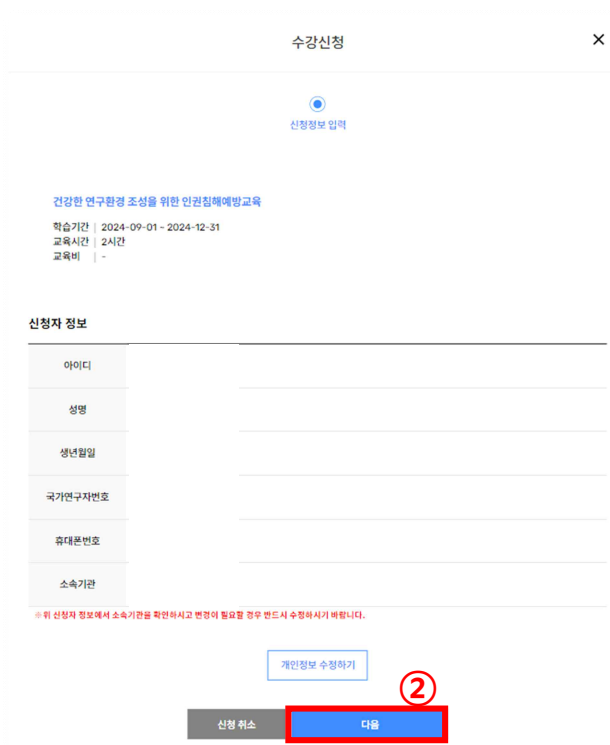 수강신청
신청정보 입력
건강한 연구환경 조성을 위한 인권침해예방교육
학습기간 | 2024-09-01 ~ 2024-12-31
교육시간 | 2시간
교육비 | -
신청자 정보
아이디
성명
생년월일
국가연구자번호
휴대폰번호
소속기관
※위 신청자 정보에서 소속기관을 확인하시고 변경이 필요할 경우 반드시 수정하시기 바랍니다.
개인정보 수정하기
②
신청 취소 다음